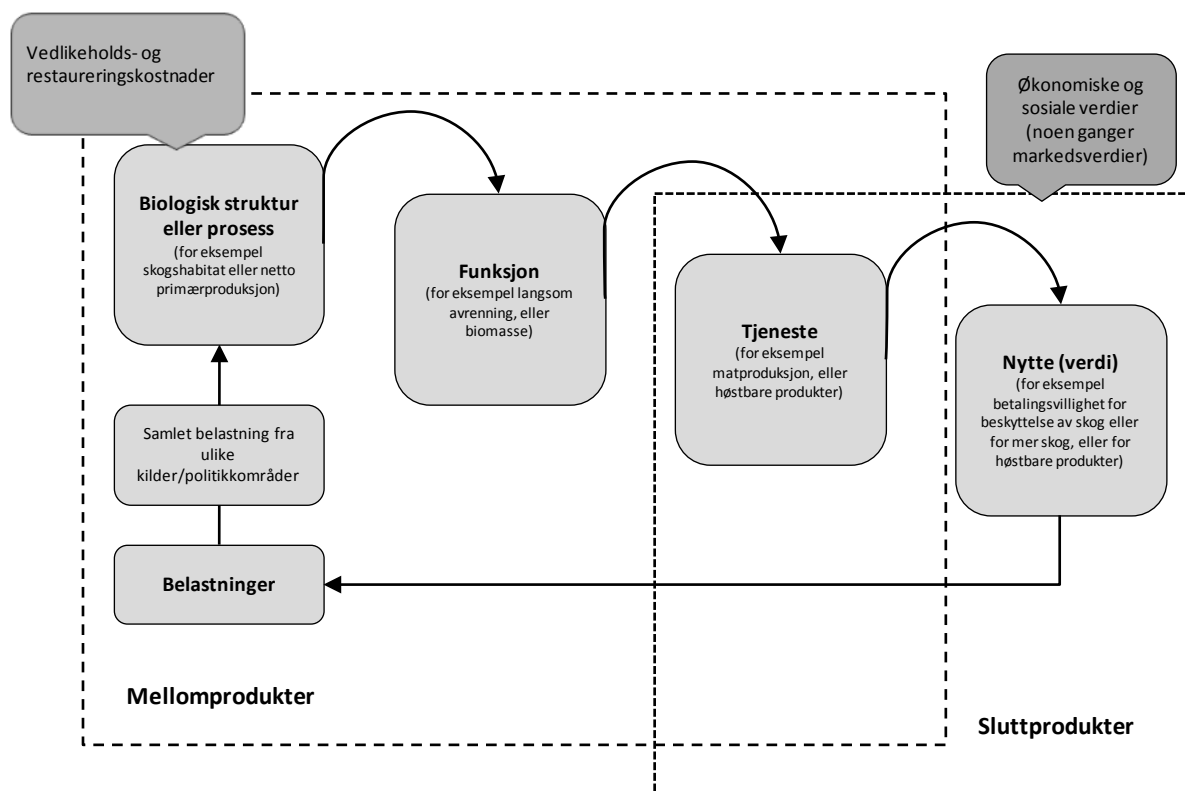 Vedlikeholds- og
restaureringskostnader
Økonomiske og
sosiale verdier
(noen ganger
markedsverdier)
Biologisk struktur
eller prosess
(for eksempel
skogshabitat eller netto
primærproduksjon)
Funksjon
(for eksempel langsom
avrenning, eller
biomasse)
Tjeneste
(for eksempel
matproduksjon, eller
høstbare produkter)
Nytte (verdi)
(for eksempel
betalingsvillighet for
beskyttelse av skog eller
for mer skog, eller for
høstbare produkter)
Samlet belastning fra
ulike
kilder/politikkområder
Belastninger
Mellomprodukter
Sluttprodukter